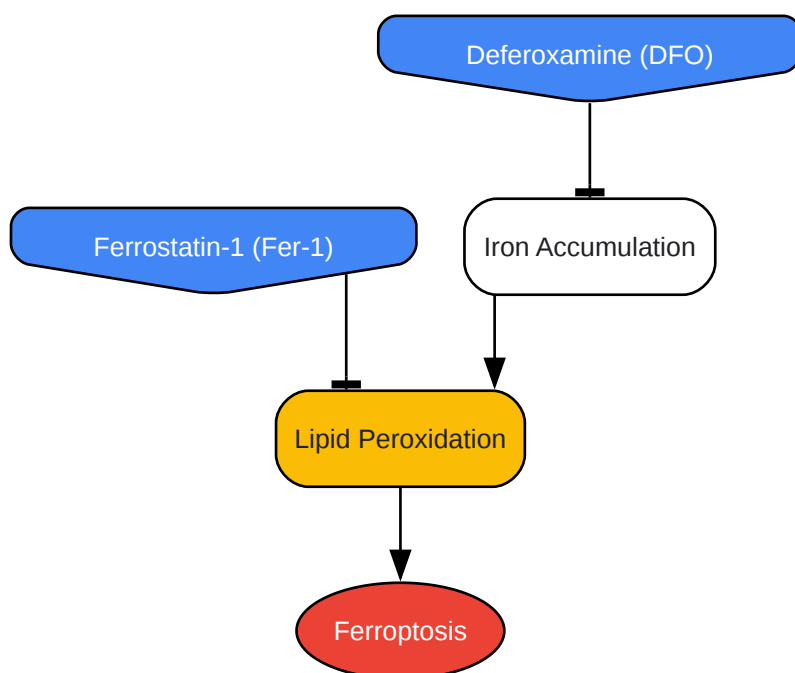 Deferoxamine (DFO)
Ferrostatin-1 (Fer-1)
Iron Accumulation
Lipid Peroxidation
Ferroptosis